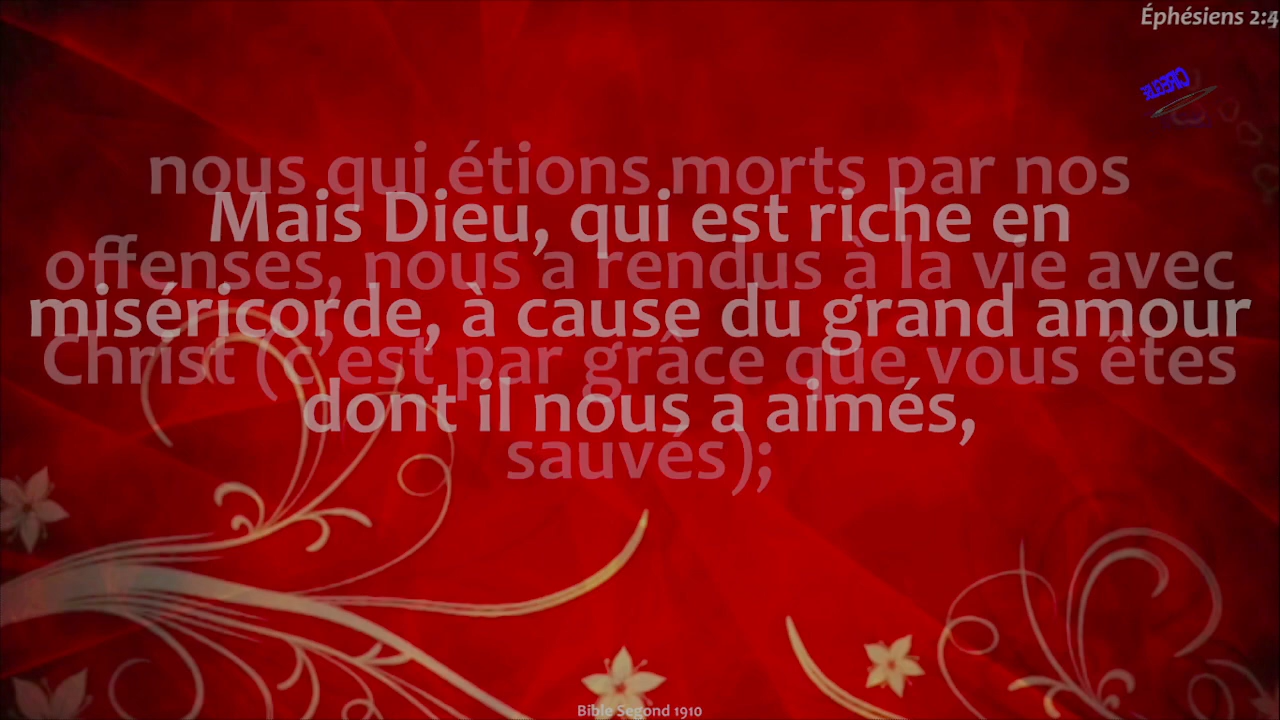 Éphésiens 2:4
nous qui étions morts par nos
Mais Dieu, qui est riche en
offenses, nous a rendus à la vie avec
miséricorde, à cause du grand amour
Christ (c'est par grâce que vous êtes
dont il nous a aimés,
sauvés);
Bible Segond 1910